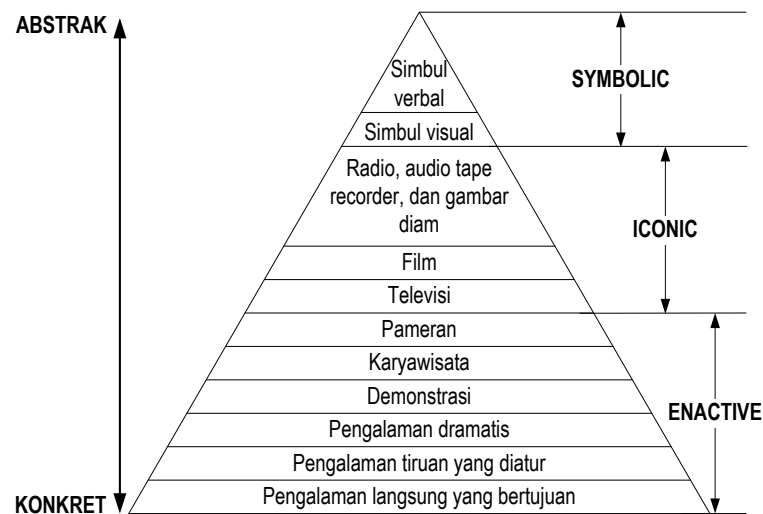 ABSTRAK
Simbul
verbal
SYMBOLIC
Simbul visual
Radio, audio tape
recorder, dan gambar
diam
ICONIC
Film
Televisi
Pameran
Karyawisata
Demonstrasi
ENACTIVE
Pengalaman dramatis
Pengalaman tiruan yang diatur
Pengalaman langsung yang bertujuan
KONKRET